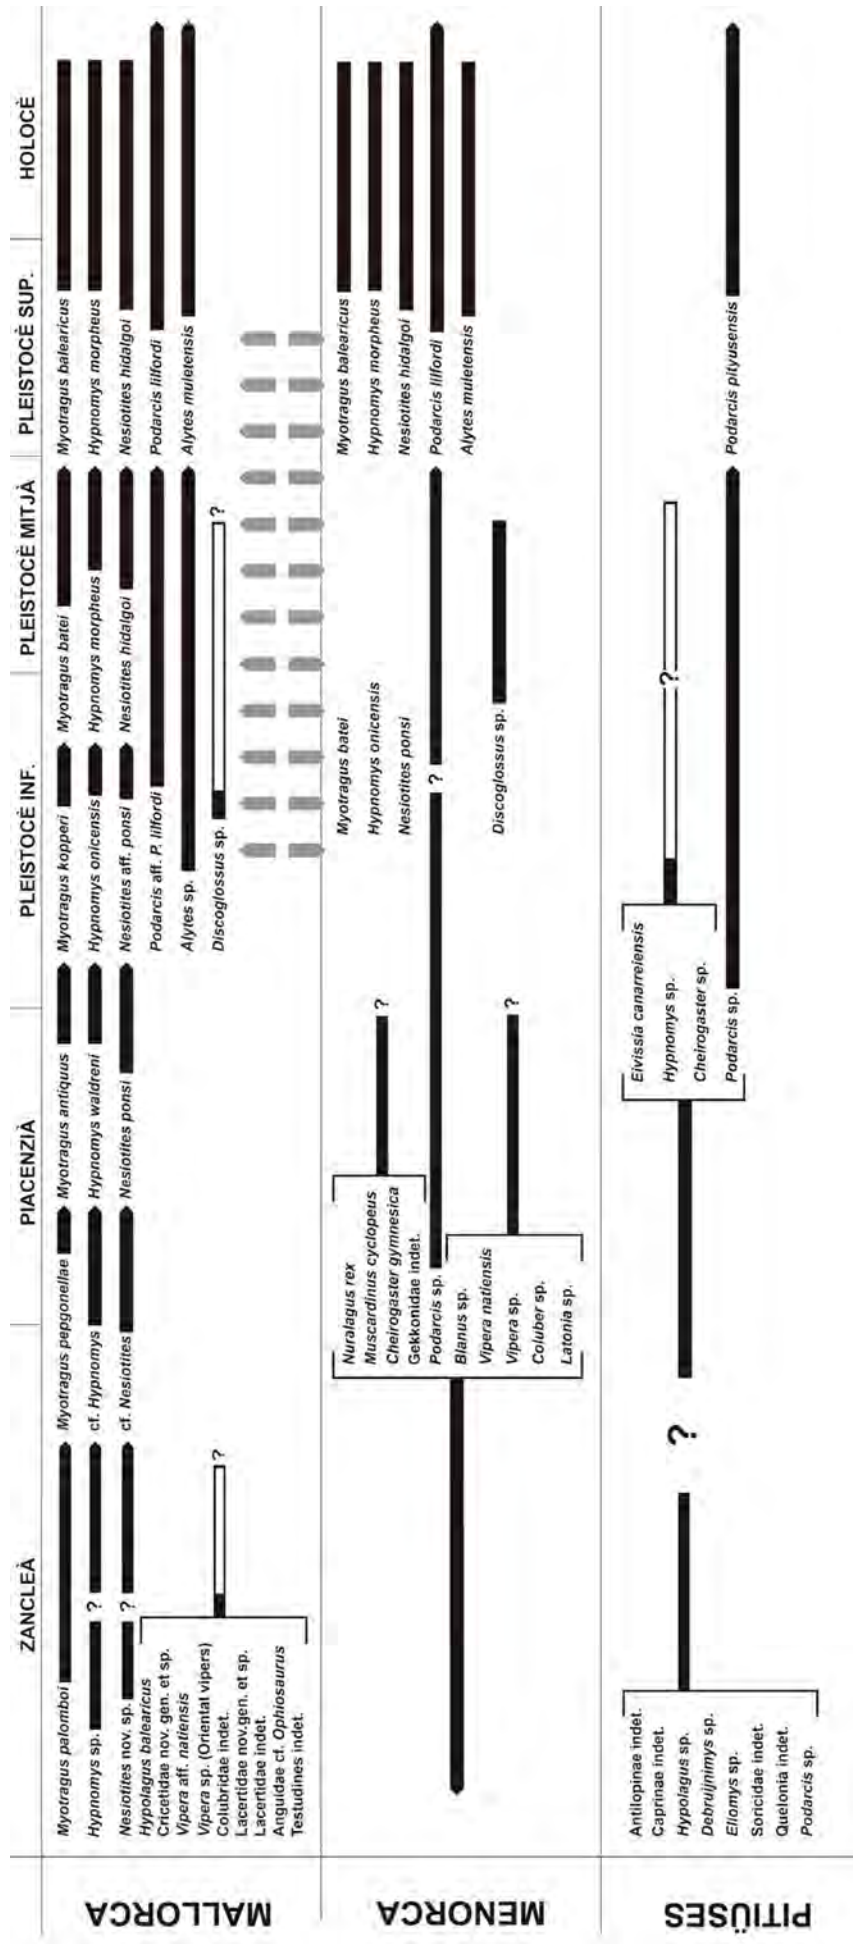 ZANCLEÀ
PIACENZIÀ
PLEISTOCÈ INF.
PLEISTOCÈ MITJÀ
PLEISTOCÈ SUP.
HOLOCÈ
MALLORCA
Myotragus palomboi
Myotragus pepgonellae
Myotragus antiquus
Myotragus kopperi
Myotragus batei
Myotragus balearicus
Hypnomys sp.
?
cf. Hypnomys
Hypnomys waldreni
Hypnomys onicensis
Hypnomys morpheus
Hypnomys morpheus
Nesiotites nov. sp.
?
cf. Nesiotites
Nesiotites ponsi
Nesiotites aff. ponsi
Nesiotites hidalgoi
Nesiotites hidalgoi
Hypolagus balearicus
Cricetidae nov. gen. et sp.
Vipera aff. natiensis
Vipera sp. (Oriental vipers)
Colubridae indet.
Lacertidae nov.gen. et sp.
Lacertidae indet.
Anguidae cf. Ophiosaurus
Testudines indet.
?
Podarcis aff. P. lilfordi
Podarcis lilfordi
Alytes sp.
Alytes muletensis
Discoglossus sp.
?
MENORCA
Nuralagus rex
Muscardinus cyclopeus
Cheirogaster gymnesica
Gekkonidae indet.
?
Podarcis sp.
?
Blanus sp.
Vipera natiensis
Vipera sp.
Coluber sp.
Latonia sp.
?
Myotragus batei
Hypnomys onicensis
Nesiotites ponsi
Discoglossus sp.
Myotragus balearicus
Hypnomys morpheus
Nesiotites hidalgoi
Podarcis lilfordi
Alytes muletensis
PITIÜSES
Antilopinae indet.
Caprinae indet.
Hypolagus sp.
Debruijnimys sp.
Eliomys sp.
Soricidae indet.
Quelonia indet.
Podarcis sp.
?
Eivissia canarreiensis
Hypnomys sp.
Cheirogaster sp.
Podarcis sp.
?
Podarcis pityusensis